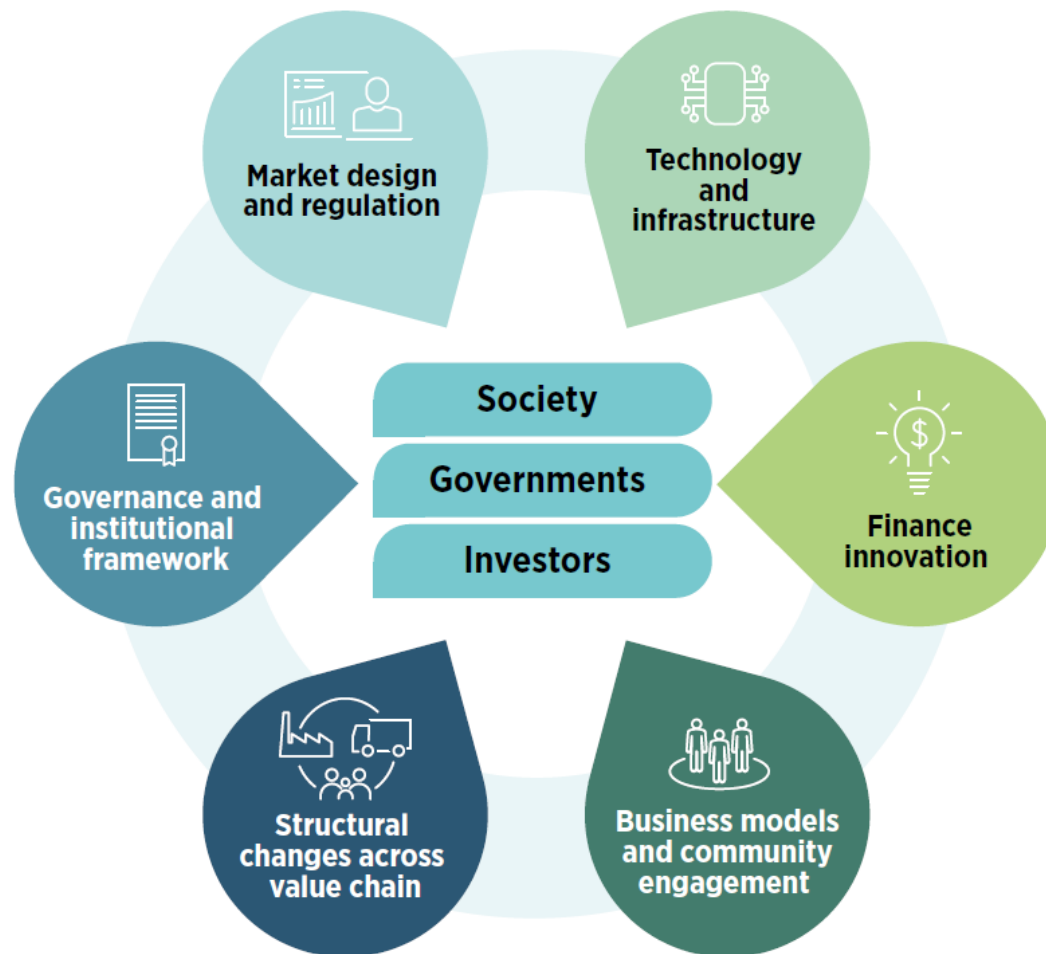 Market design
and regulation
Technology
and
infrastructure
Society
Governments
Investors
Governance and
institutional
framework
$
Finance
innovation
Structural
changes across
value chain
Business models
and community
engagement